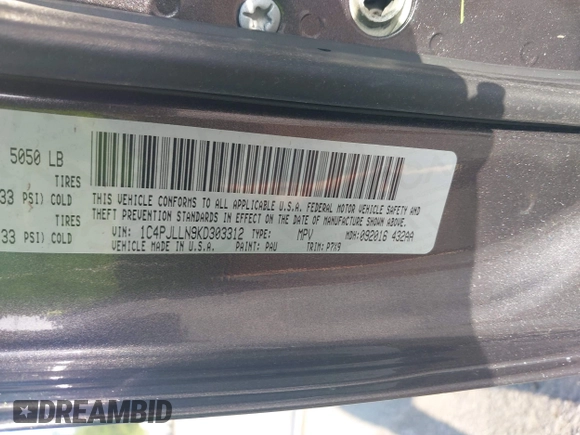 5050 LB
TIRES
33 PSI) COLD
TIRES
33 PSI) COLD
THIS VEHICLE CONFORMS TO ALL APPLICABLE U.S.A. FEDERAL MOTOR VEHICLE SAFETY AND
THEFT PREVENTION STANDARDS IN EFFECT ON THE DATE OF MANUFACTURE SHOWN ABOVE.
VIN: 1C4PJLLN9KD303312 TYPE: MPV MDH:092016 432AA
VEHICLE MADE IN U.S.A. PAINT: PAU TRIM: P7X9
DREAMBID